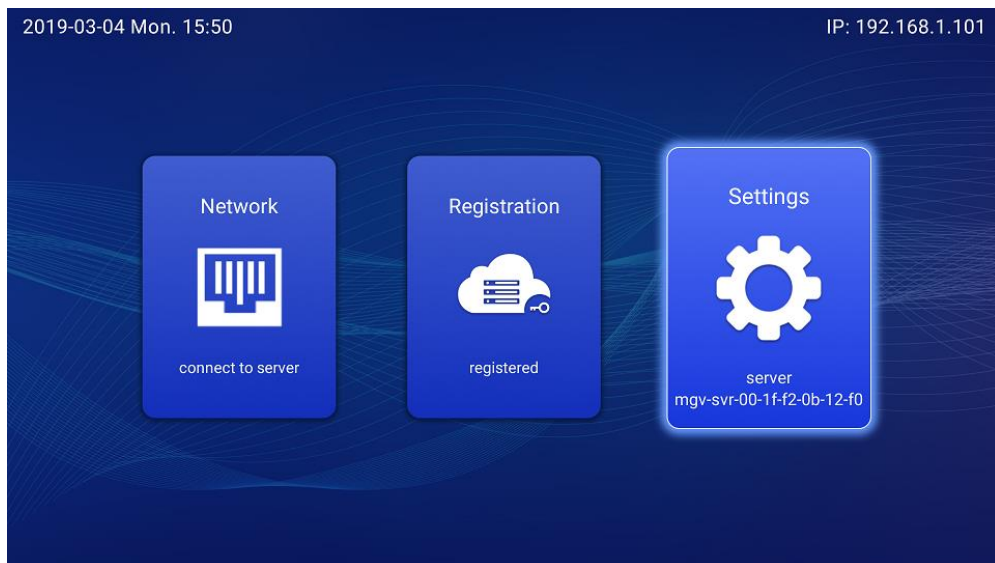 2019-03-04 Mon. 15:50
IP: 192.168.1.101
Network
connect to server
Registration
registered
Settings
server
mgv-svr-00-1f-f2-0b-12-f0